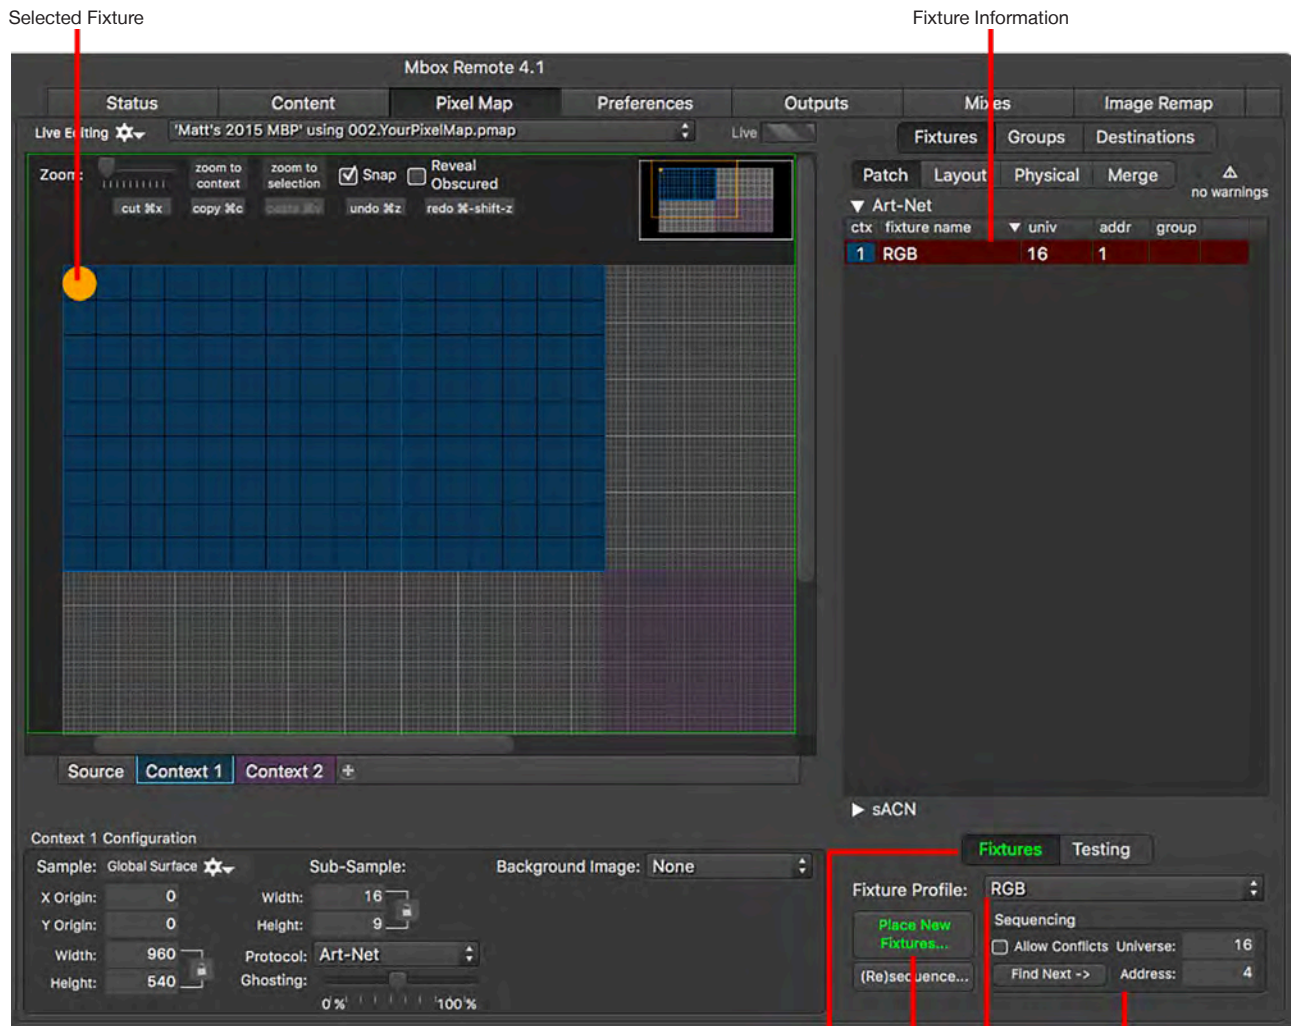 Selected Fixture
Fixture Information
Mbox Remote 4.1
Status Content Pixel Map Preferences Outputs Mixes Image Remap
Live Editing 'Matt's 2015 MBP' using 002.YourPixelMap.pmap Live
Fixtures Groups Destinations
Zoom: zoom to context zoom to selection Snap Reveal Obscured
cut ⌘x copy ⌘c paste ⌘v undo ⌘z redo ⌘-shift-z
Patch Layout Physical Merge no warnings
▼ Art-Net
ctx fixture name ▼ univ addr group
1 RGB 16 1
Source Context 1 Context 2 +
▶ sACN
Context 1 Configuration
Sample: Global Surface Sub-Sample: Background Image: None
X Origin: 0 Width: 16
Y Origin: 0 Height: 9
Width: 960 Protocol: Art-Net
Height: 540 Ghosting:
0% 100%
Fixtures Testing
Fixture Profile: RGB
Place New Fixtures... Sequencing
Allow Conflicts Universe: 16
(Re)sequence... Find Next -> Address: 4